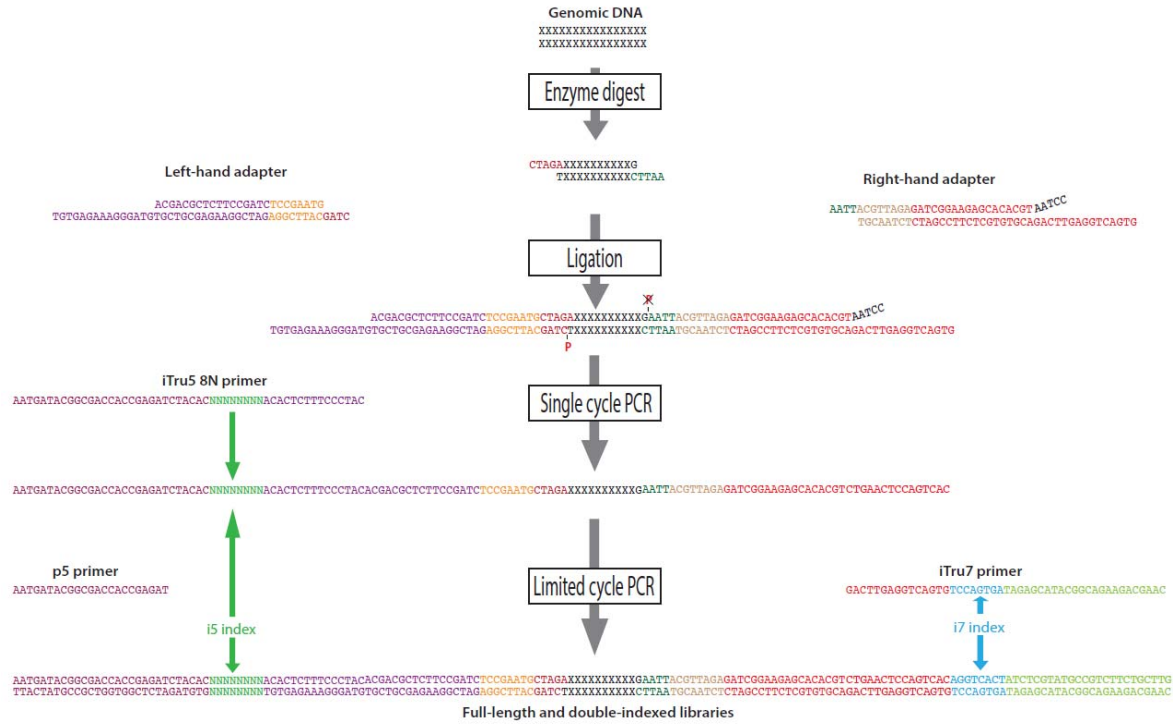 Genomic DNA
XXXXXXXXXXXXXXXX
XXXXXXXXXXXXXXXX
Enzyme digest
CTAGAXXXXXXXXXXG
TXXXXXXXXXXCTTAA
Left-hand adapter
ACGACGCTCTTCCGATCTCCGAATG
TGTGAGAAAGGGATGTGCTGCGAGAAGGCTAGAGGCTTACGATC
Right-hand adapter
AATTACGTTAGAGATCGGAAGAGCACACGTAATCC
TGCAATCTCTAGCCTTCTCGTGTGCAGACTTGAGGTCAGTG
Ligation
P
ACGACGCTCTTCCGATCTCCGAATGCTAGAXXXXXXXXXXGAATTACGTTAGAGATCGGAAGAGCACACGTAATCC
TGTGAGAAAGGGATGTGCTGCGAGAAGGCTAGAGGCTTACGATCTXXXXXXXXXXCTTAATGCAATCTCTAGCCTTCTCGTGTGCAGACTTGAGGTCAGTG
P
iTru5 8N primer
AATGATACGGCGACCACCGAGATCTACACNNNNNNNNACACTCTTTCCCTAC
Single cycle PCR
AATGATACGGCGACCACCGAGATCTACACNNNNNNNNACACTCTTTCCCTACACGACGCTCTTCCGATCTCCGAATGCTAGAXXXXXXXXXXGAATTACGTTAGAGATCGGAAGAGCACACGTCTGAACTCCAGTCAC
p5 primer
AATGATACGGCGACCACCGAGAT
Limited cycle PCR
iTru7 primer
GACTTGAGGTCAGTGTCCAGTGATAGAGCATACGGCAGAAGACGAAC
i5 index
i7 index
AATGATACGGCGACCACCGAGATCTACACNNNNNNNNACACTCTTTCCCTACACGACGCTCTTCCGATCTCCGAATGCTAGAXXXXXXXXXXGAATTACGTTAGAGATCGGAAGAGCACACGTCTGAACTCCAGTCACAGGTCACTATCTCGTATGCCGTCTTCTGCTTG
TTACTATGCCGCTGGTGGCTCTAGATGTGNNNNNNNNTGTGAGAAAGGGATGTGCTGCGAGAAGGCTAGAGGCTTACGATCTXXXXXXXXXXCTTAATGCAATCTCTAGCCTTCTCGTGTGCAGACTTGAGGTCAGTGTCCAGTGATAGAGCATACGGCAGAAGACGAAC
Full-length and double-indexed libraries